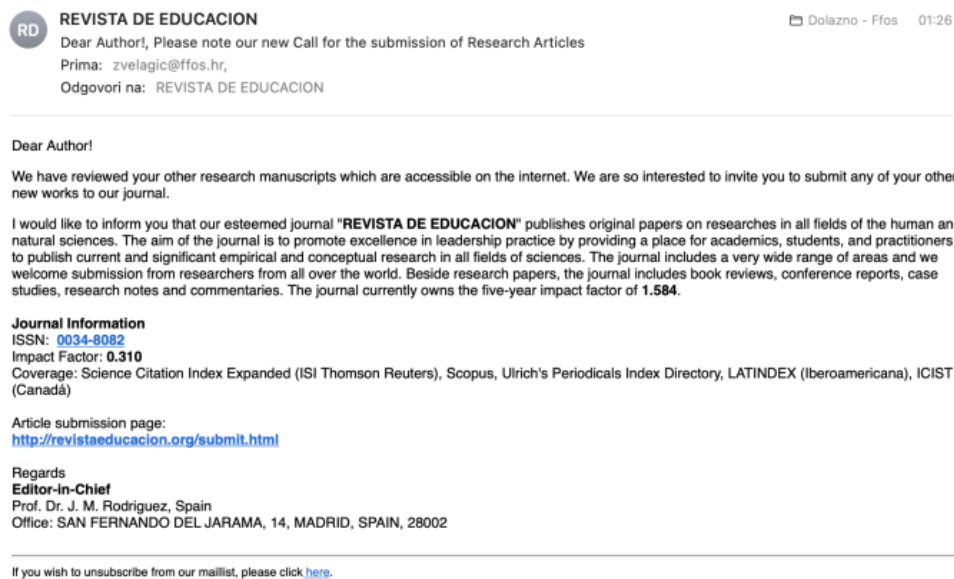 RD
REVISTA DE EDUCACION
Dolazno - Ffos 01:26
Dear Author!, Please note our new Call for the submission of Research Articles
Prima: zvelagic@ffos.hr,
Odgovori na: REVISTA DE EDUCACION
Dear Author!
We have reviewed your other research manuscripts which are accessible on the internet. We are so interested to invite you to submit any of your other
new works to our journal.
I would like to inform you that our esteemed journal "REVISTA DE EDUCACION" publishes original papers on researches in all fields of the human an
natural sciences. The aim of the journal is to promote excellence in leadership practice by providing a place for academics, students, and practitioners
to publish current and significant empirical and conceptual research in all fields of sciences. The journal includes a very wide range of areas and we
welcome submission from researchers from all over the world. Beside research papers, the journal includes book reviews, conference reports, case
studies, research notes and commentaries. The journal currently owns the five-year impact factor of 1.584.
Journal Information
ISSN: 0034-8082
Impact Factor: 0.310
Coverage: Science Citation Index Expanded (ISI Thomson Reuters), Scopus, Ulrich's Periodicals Index Directory, LATINDEX (Iberoamericana), ICIST
(Canadá)
Article submission page:
http://revistaeducacion.org/submit.html
Regards
Editor-in-Chief
Prof. Dr. J. M. Rodriguez, Spain
Office: SAN FERNANDO DEL JARAMA, 14, MADRID, SPAIN, 28002
If you wish to unsubscribe from our maillist, please click here.